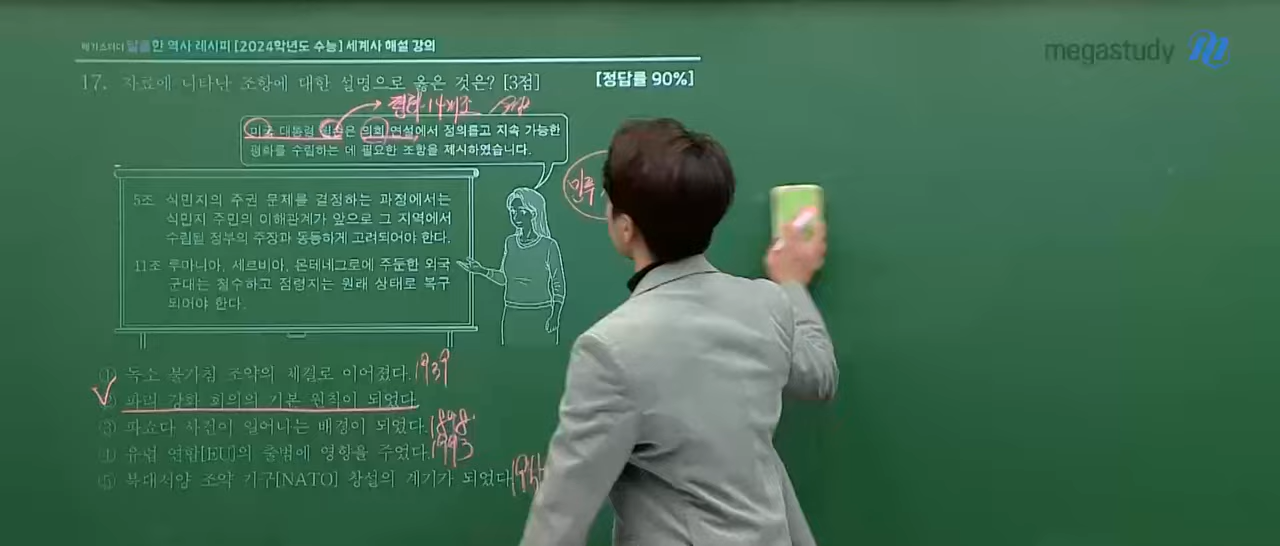 메가스터디 달콤한 역사 레시피 [2024학년도 수능] 세계사 해설 강의
megastudy
17. 자료에 나타난 조항에 대한 설명으로 옳은 것은? [3점]
[정답률 90%]
14개조
미국 대통령 윌슨은 의회 연설에서 정의롭고 지속 가능한
평화를 수립하는 데 필요한 조항을 제시하였습니다.
민족
5조 식민지의 주권 문제를 결정하는 과정에서는
식민지 주민의 이해관계가 앞으로 그 지역에서
수립될 정부의 주장과 동등하게 고려되어야 한다.
11조 루마니아, 세르비아, 몬테네그로에 주둔한 외국
군대는 철수하고 점령지는 원래 상태로 복구
되어야 한다.
① 독소 불가침 조약의 체결로 이어졌다. 1939
② 파리 강화 회의의 기본 원칙이 되었다.
③ 파쇼다 사건이 일어나는 배경이 되었다. 1898
④ 유럽 연합[EU]의 출범에 영향을 주었다. 1993
⑤ 북대서양 조약 기구[NATO] 창설의 계기가 되었다.